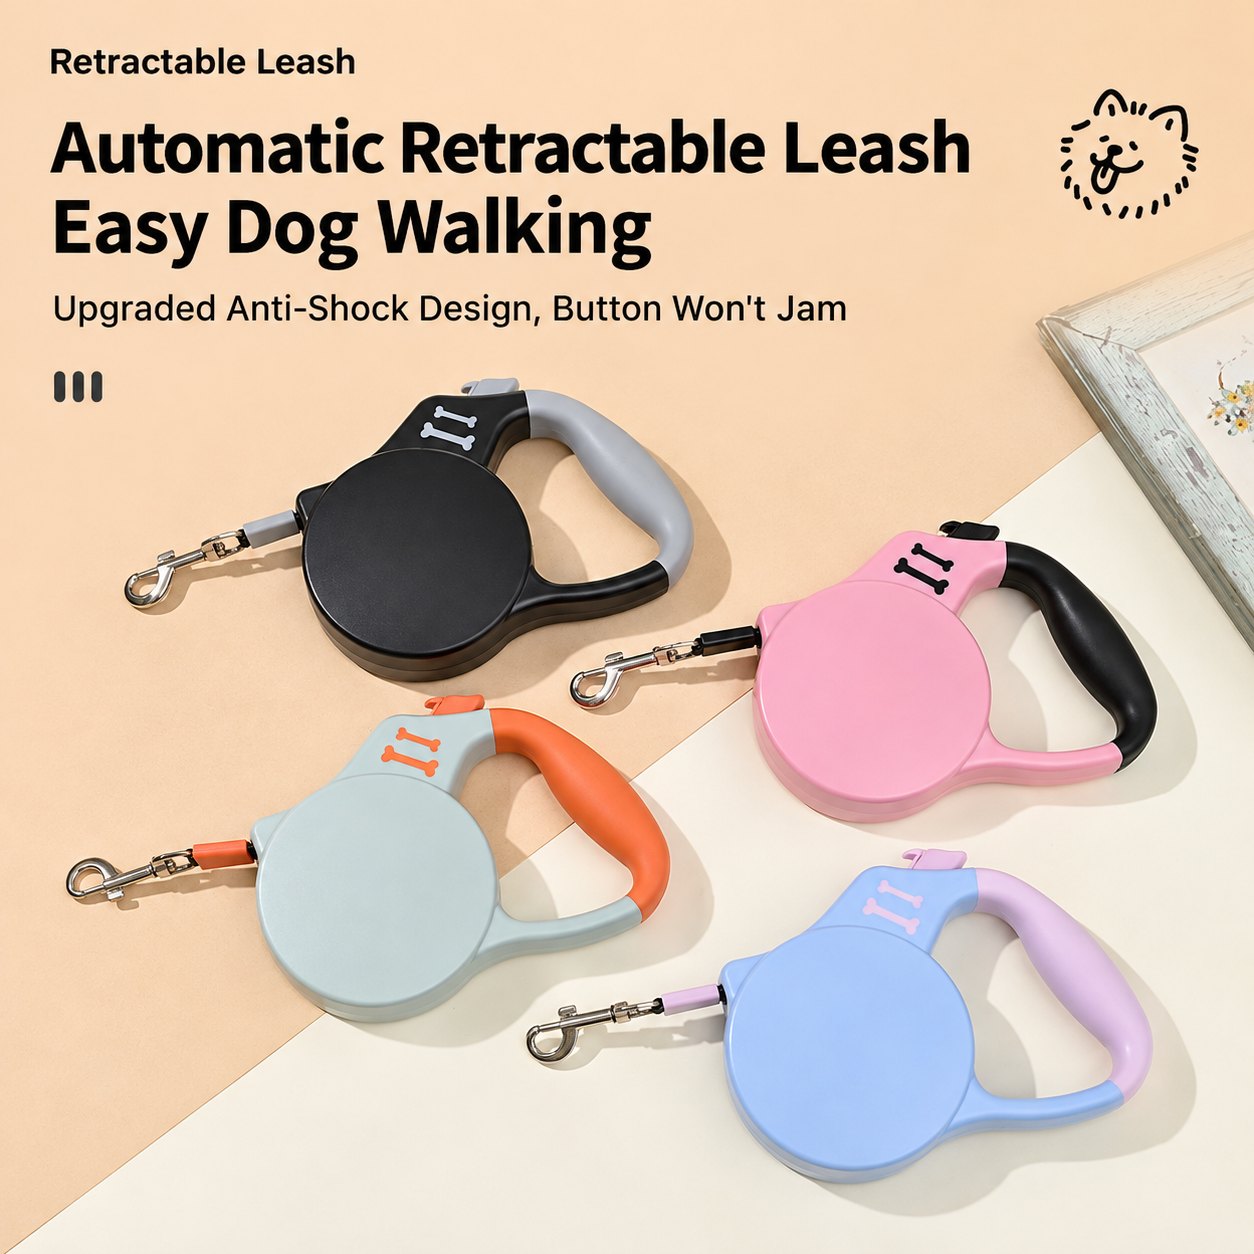 Retractable Leash
Automatic Retractable Leash
Easy Dog Walking
Upgraded Anti-Shock Design, Button Won't Jam